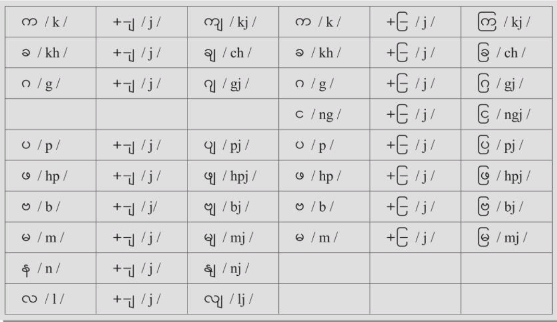 က / k / +ျ / j / ကျ / kj / က / k / +ြ / j / ကြ / kj /
ခ / kh / +ျ / j / ချ / ch / ခ / kh / +ြ / j / ခြ / ch /
ဂ / g / +ျ / j / ဂျ / gj / ဂ / g / +ြ / j / ဂြ / gj /
င / ng / +ြ / j / ငြ / ngj /
ပ / p / +ျ / j / ပျ / pj / ပ / p / +ြ / j / ပြ / pj /
ဖ / hp / +ျ / j / ဖျ / hpj / ဖ / hp / +ြ / j / ဖြ / hpj /
ဗ / b / +ျ / j/ ဗျ / bj / ဗ / b / +ြ / j / ဗြ / bj /
မ / m / +ျ / j / မျ / mj / မ / m / +ြ / j / မြ / mj /
န / n / +ျ / j / နျ / nj /
လ / l / +ျ / j / လျ / lj /